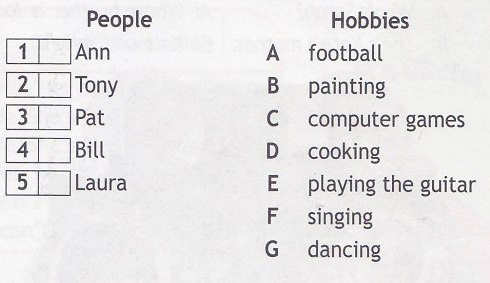 People Hobbies
1 Ann A football
2 Tony B painting
3 Pat C computer games
4 Bill D cooking
5 Laura E playing the guitar
F singing
G dancing